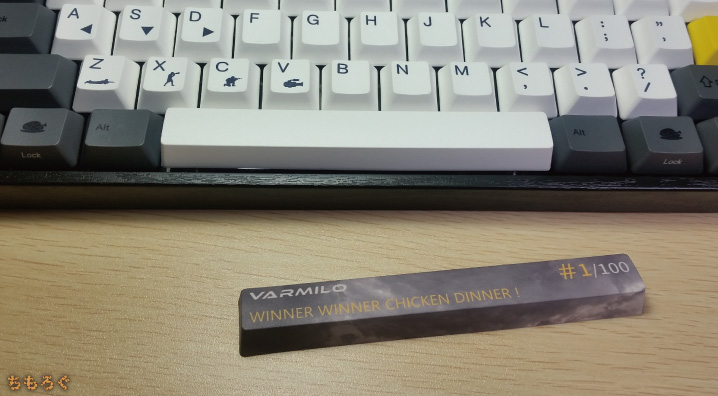 A S D F G H J K L : ; " '
Z X C V B N M < , > . ? /
Lock Alt Alt Lock
VARMILO #1/100
WINNER WINNER CHICKEN DINNER !
ちもろぐ